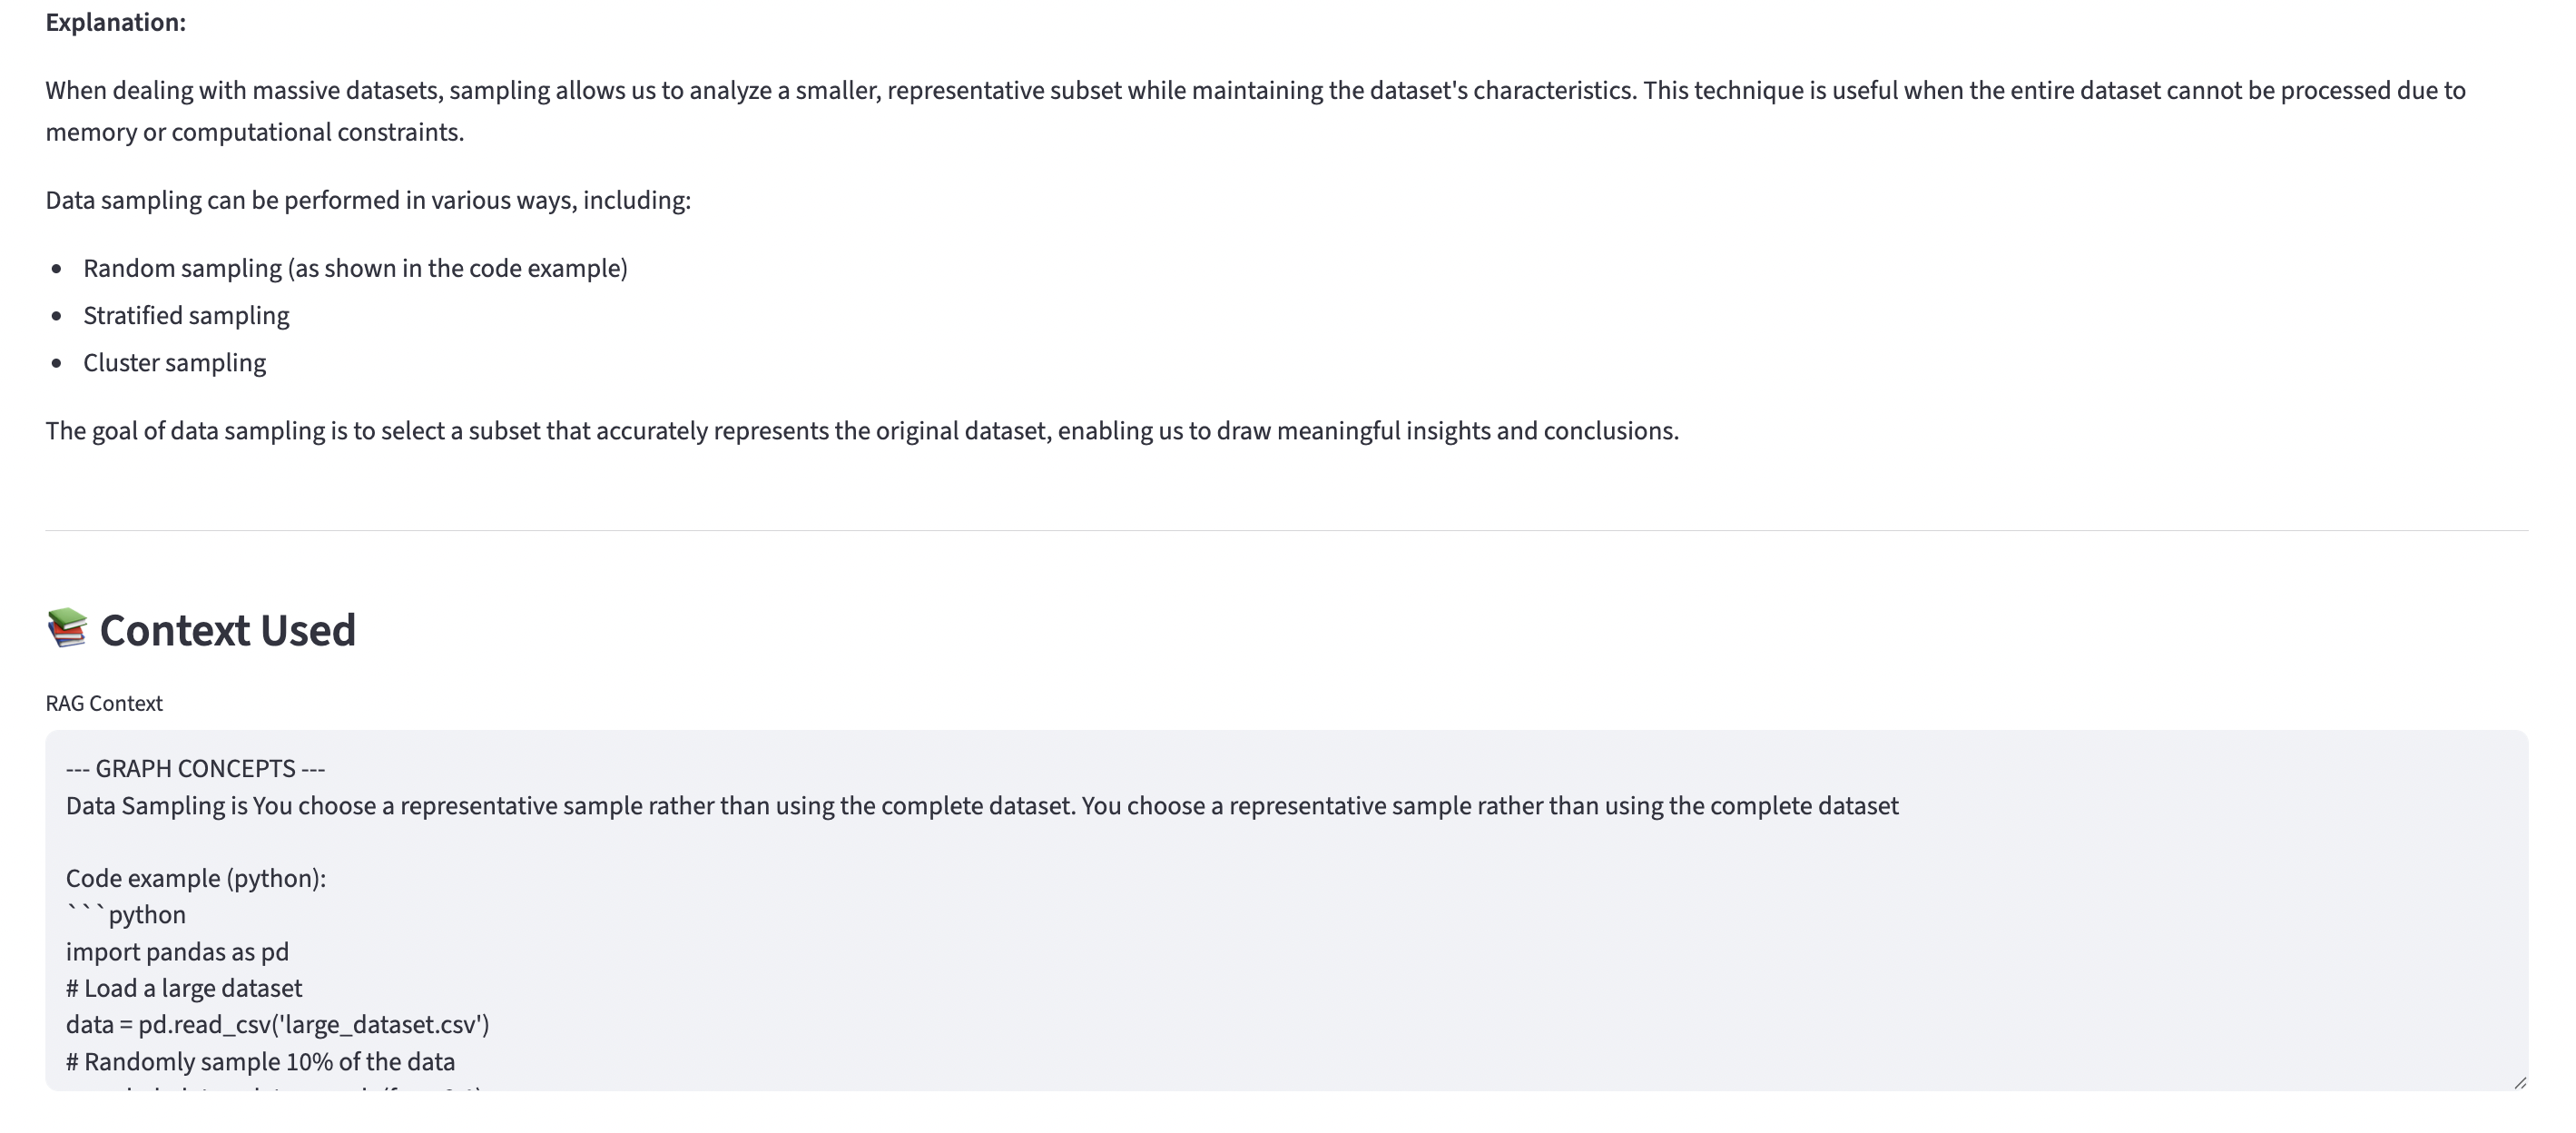 Explanation:
When dealing with massive datasets, sampling allows us to analyze a smaller, representative subset while maintaining the dataset's characteristics. This technique is useful when the entire dataset cannot be processed due to
memory or computational constraints.
Data sampling can be performed in various ways, including:
• Random sampling (as shown in the code example)
• Stratified sampling
• Cluster sampling
The goal of data sampling is to select a subset that accurately represents the original dataset, enabling us to draw meaningful insights and conclusions.
📚 Context Used
RAG Context
--- GRAPH CONCEPTS ---
Data Sampling is You choose a representative sample rather than using the complete dataset. You choose a representative sample rather than using the complete dataset
Code example (python):
```python
import pandas as pd
# Load a large dataset
data = pd.read_csv('large_dataset.csv')
# Randomly sample 10% of the data